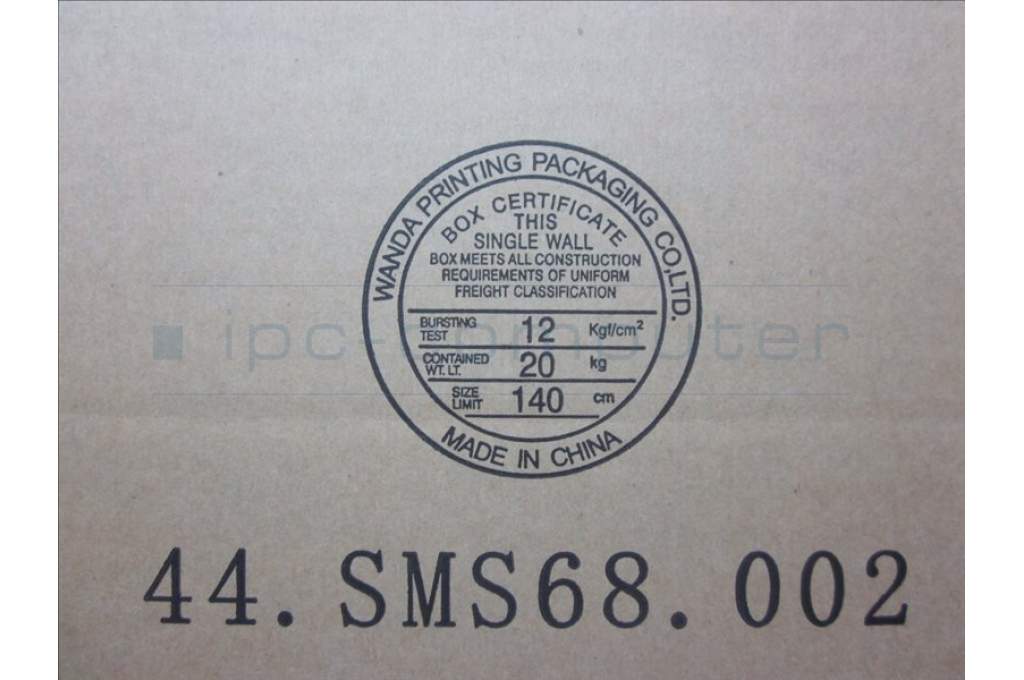 WANDA PRINTING PACKAGING CO,LTD.
BOX CERTIFICATE
THIS
SINGLE WALL
BOX MEETS ALL CONSTRUCTION
REQUIREMENTS OF UNIFORM
FREIGHT CLASSIFICATION
BURSTING TEST 12 Kgf/cm²
CONTAINED WT. LT. 20 kg
SIZE LIMIT 140 cm
MADE IN CHINA
ipc-computer
44.SMS68.002